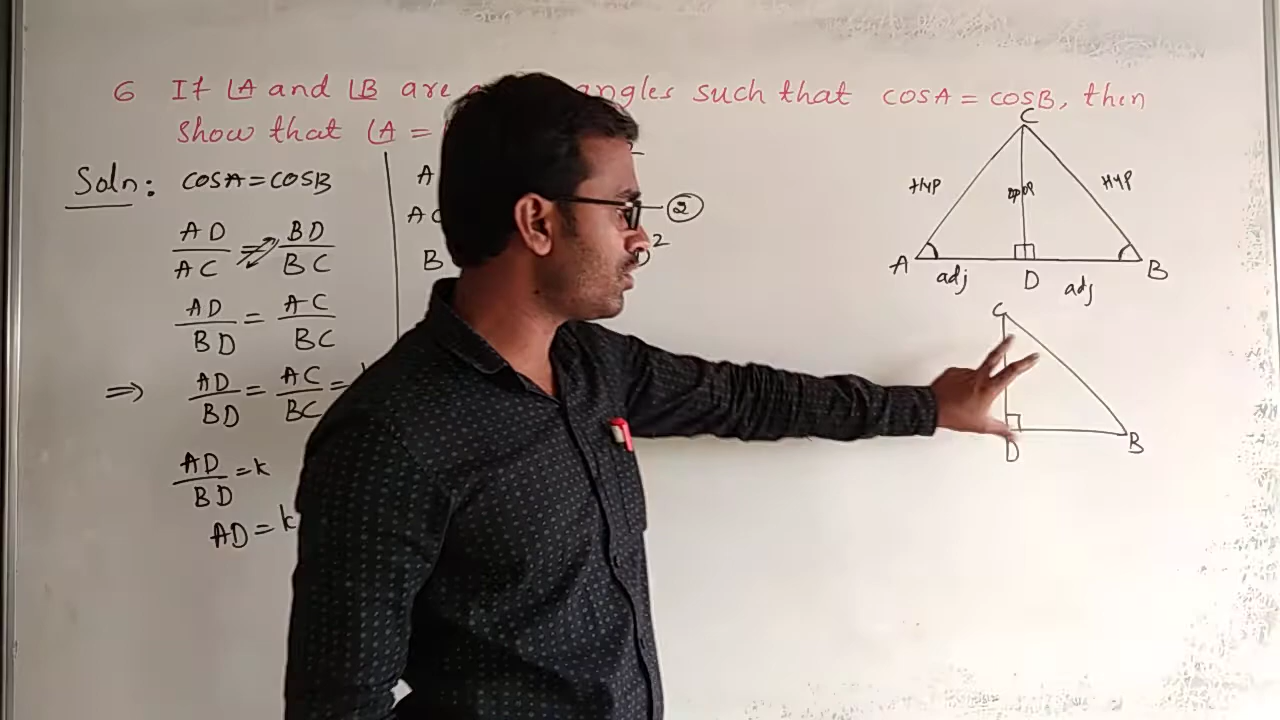 6 If ∠A and ∠B are angles such that cosA = cosB, then
show that ∠A =
Soln: cosA = cosB
AD/AC = BD/BC
AD/BD = AC/BC
⇒ AD/BD = AC/BC =
AD/BD = k
AD = k
A
AC
②
B
2
C
Hyp
opp
Hyp
A
adj
D
adj
B
C
D
B